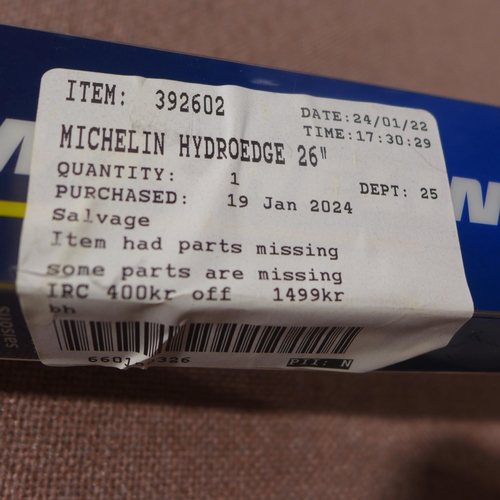 ITEM: 392602
DATE:24/01/22
TIME:17:30:29
MICHELIN HYDROEDGE 26"
QUANTITY: 1
DEPT: 25
PURCHASED: 19 Jan 2024
Salvage
Item had parts missing
some parts are missing
IRC 400kr off 1499kr
bh
PII: N